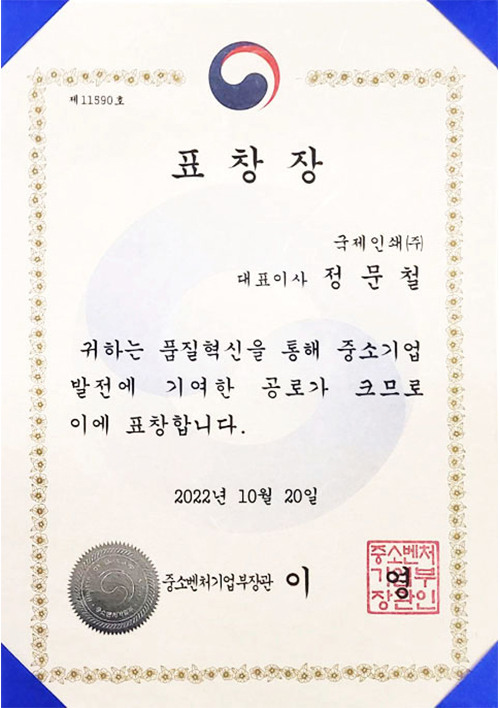 제11590호
표창장
국제인쇄(주)
대표이사 정문철
귀하는 품질혁신을 통해 중소기업
발전에 기여한 공로가 크므로
이에 표창합니다.
2022년 10월 20일
중소벤처기업부장관 이 영
중소벤처
기업부
장관인